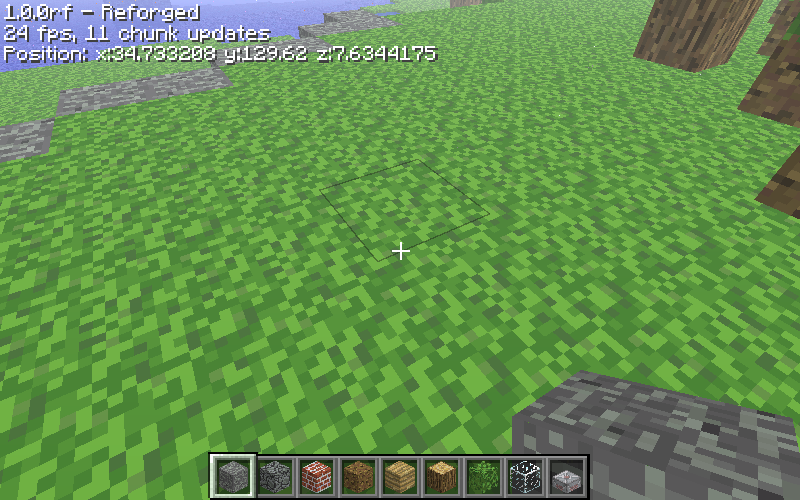 1.0.0rf - Reforged
24 fps, 11 chunk updates
Position: x:34.733208 y:129.62 z:7.6344175